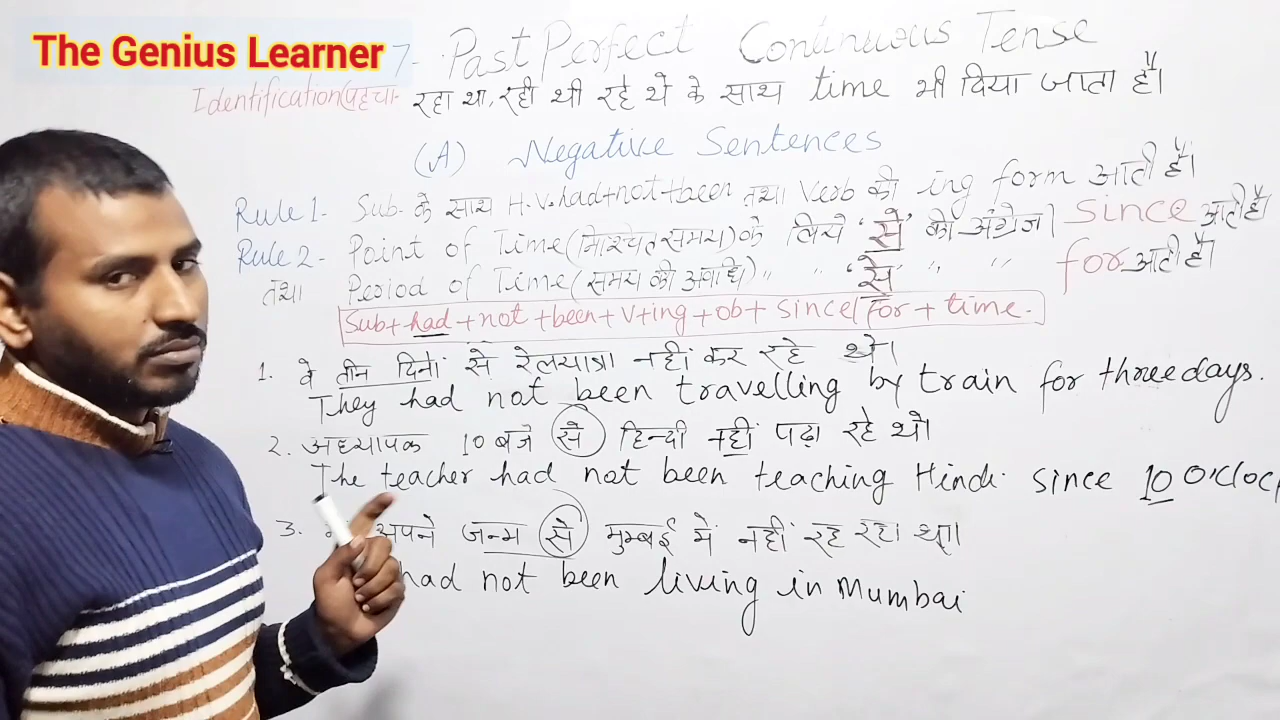 The Genius Learner
7- Past Perfect Continuous Tense
Identification(पहचा- रहा था, रही थी रहे थे के साथ time भी दिया जाता है।
(A) Negative Sentences
Rule 1- Sub. के साथ H.V.had+not+been तथा Verb की ing form आती है।
Rule 2- Point of Time(निश्चित समय)के लिये 'से' की अंग्रेजी since आती है
तथा Period of Time(समय की अवधि) " " 'से' " " for आती है।
Sub+had+not+been+v+ing+ob+since/For+time.
1. वे तीन दिनों से रेलयात्रा नहीं कर रहे थे।
They had not been travelling by train for three days.
2. अध्यापक 10 बजे से हिन्दी नहीं पढ़ा रहे थे।
The teacher had not been teaching Hindi since 10 O'cloc
3. अपने जन्म से मुम्बई में नहीं रह रहा था।
had not been living in Mumbai